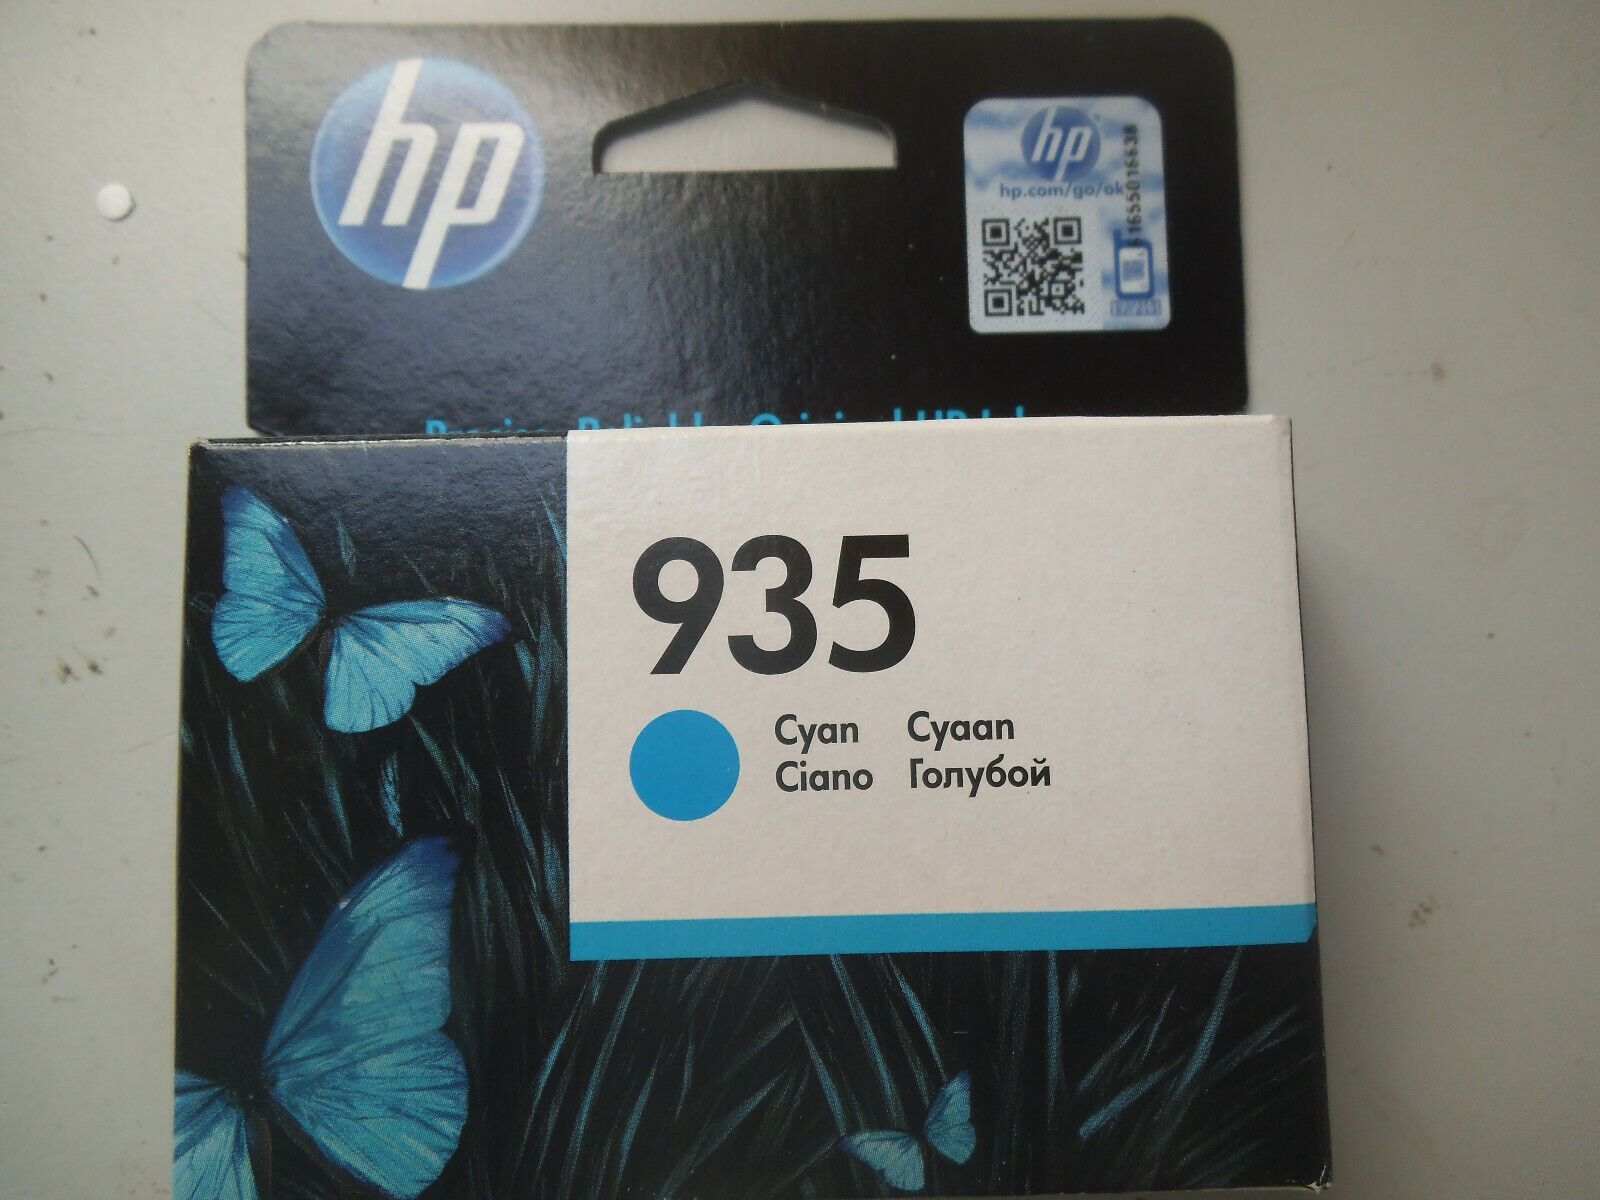 hp
hp
hp.com/go/ok
935
Cyan Cyaan
Ciano Голубой